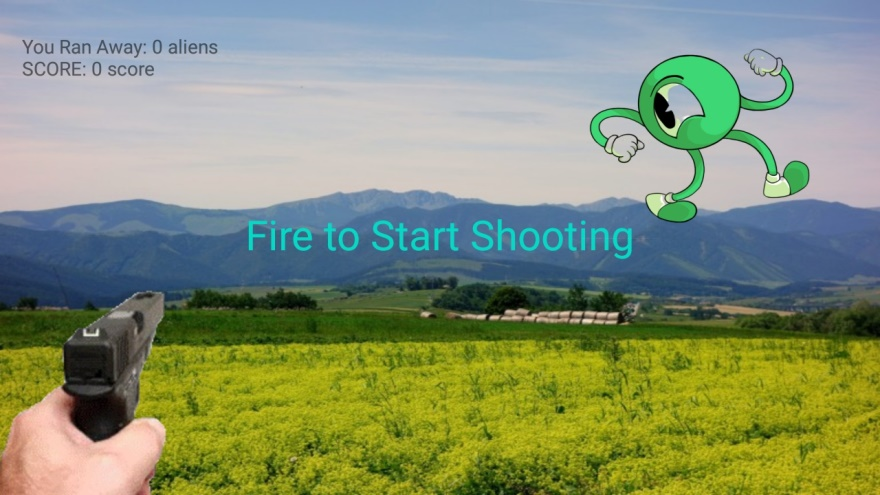 You Ran Away: 0 aliens
SCORE: 0 score
Fire to Start Shooting